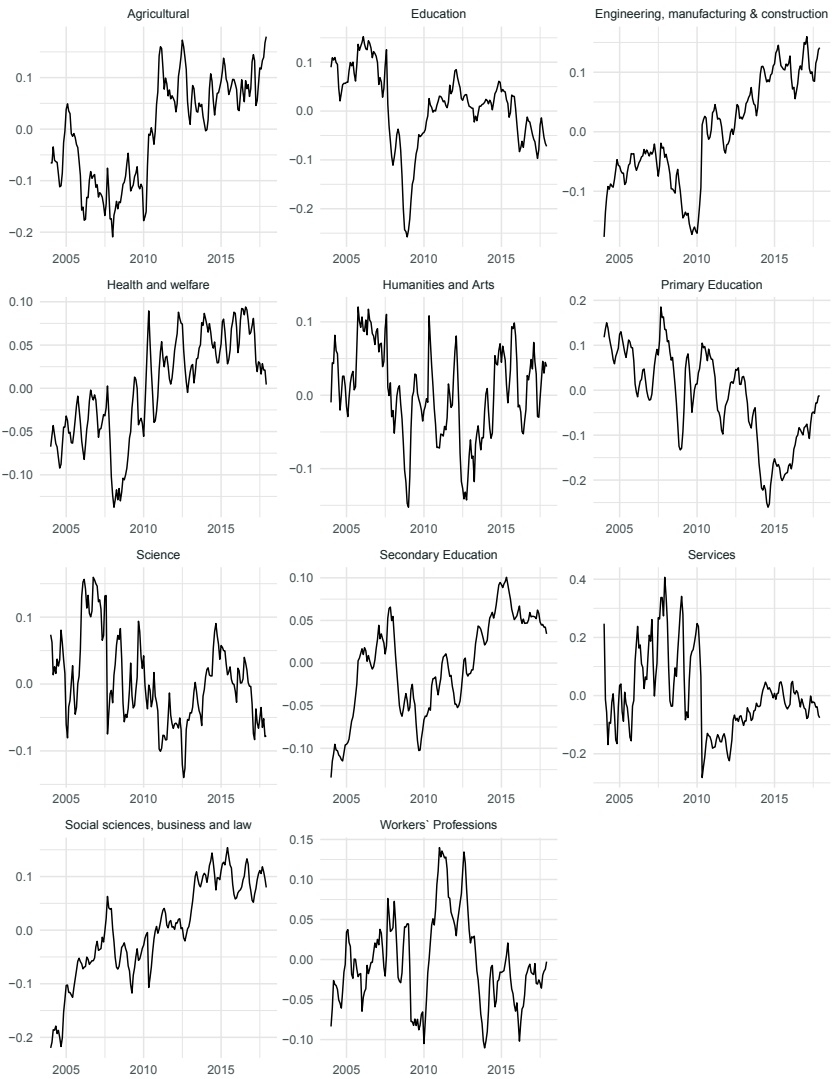 Agricultural
Education
Engineering, manufacturing & construction
0.1
0.0
−0.1
−0.2
2005 2010 2015
0.1
0.0
−0.1
−0.2
2005 2010 2015
0.1
0.0
−0.1
2005 2010 2015
Health and welfare
Humanities and Arts
Primary Education
0.10
0.05
0.00
−0.05
−0.10
2005 2010 2015
0.1
0.0
−0.1
2005 2010 2015
0.2
0.1
0.0
−0.1
−0.2
2005 2010 2015
Science
Secondary Education
Services
0.1
0.0
−0.1
2005 2010 2015
0.10
0.05
0.00
−0.05
−0.10
2005 2010 2015
0.4
0.2
0.0
−0.2
2005 2010 2015
Social sciences, business and law
Workers` Professions
0.1
0.0
−0.1
−0.2
2005 2010 2015
0.15
0.10
0.05
0.00
−0.05
−0.10
2005 2010 2015